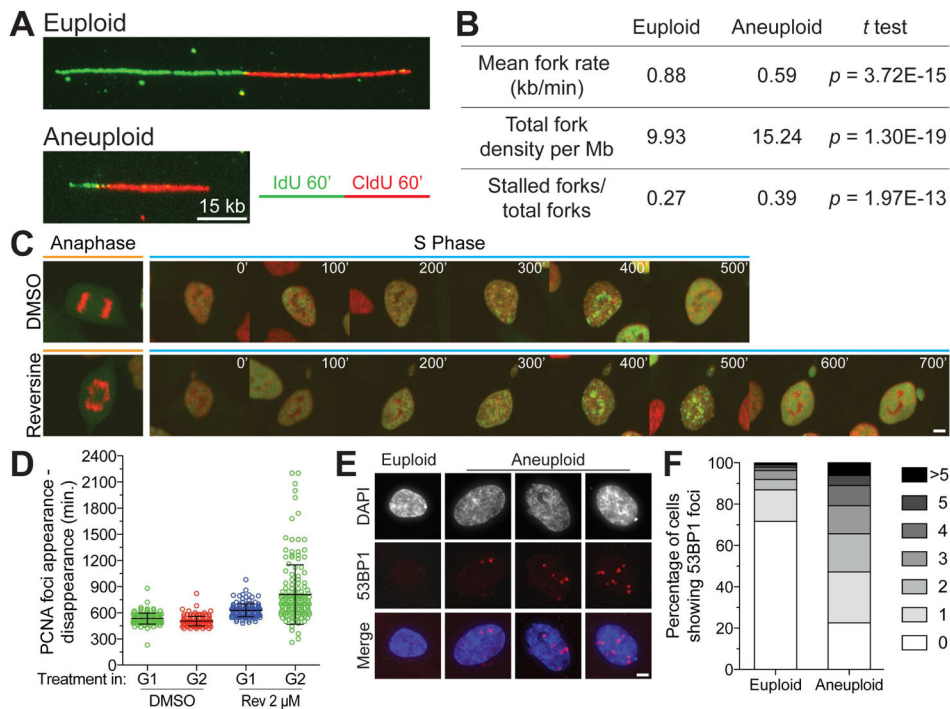 A
Euploid
Aneuploid
15 kb
IdU 60' CldU 60'
B
Euploid Aneuploid t test
Mean fork rate
(kb/min)
0.88 0.59 p = 3.72E-15
Total fork
density per Mb
9.93 15.24 p = 1.30E-19
Stalled forks/
total forks
0.27 0.39 p = 1.97E-13
C
Anaphase S Phase
DMSO
0' 100' 200' 300' 400' 500'
Reversine
0' 100' 200' 300' 400' 500' 600' 700'
D
PCNA foci appearance -
disappearance (min.)
2400
2100
1800
1500
1200
900
600
300
0
Treatment in: G1 G2 G1 G2
DMSO Rev 2 µM
E
Euploid Aneuploid
DAPI
53BP1
Merge
F
Percentage of cells
showing 53BP1 foci
100
80
60
40
20
0
Euploid Aneuploid
>5
5
4
3
2
1
0